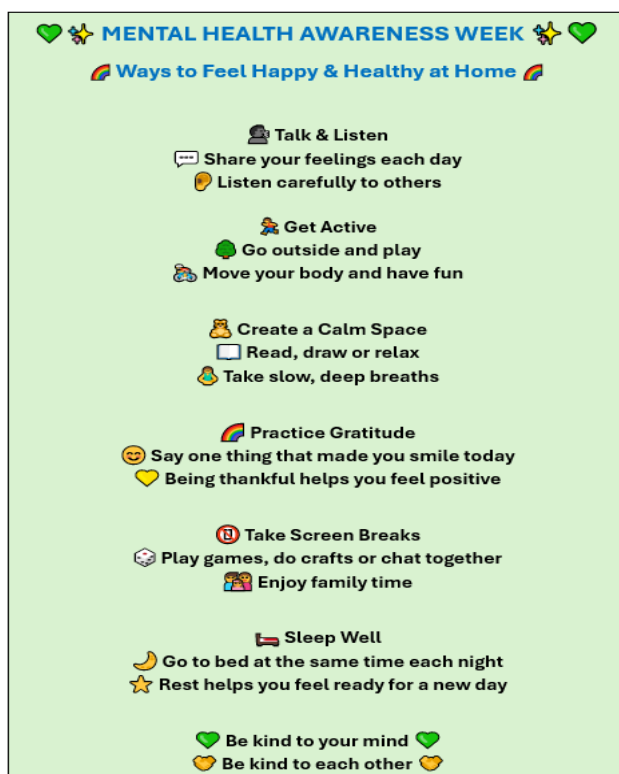 💚✨ MENTAL HEALTH AWARENESS WEEK ✨💚
🌈 Ways to Feel Happy & Healthy at Home 🌈
🗣 Talk & Listen
💬 Share your feelings each day
👂 Listen carefully to others
🏃 Get Active
🌳 Go outside and play
🚴 Move your body and have fun
🧸 Create a Calm Space
📖 Read, draw or relax
🧘 Take slow, deep breaths
🌈 Practice Gratitude
😊 Say one thing that made you smile today
💛 Being thankful helps you feel positive
📵 Take Screen Breaks
🎲 Play games, do crafts or chat together
👨‍👩‍👧 Enjoy family time
🛏 Sleep Well
🌙 Go to bed at the same time each night
⭐ Rest helps you feel ready for a new day
💚 Be kind to your mind 💚
🤝 Be kind to each other 🤝